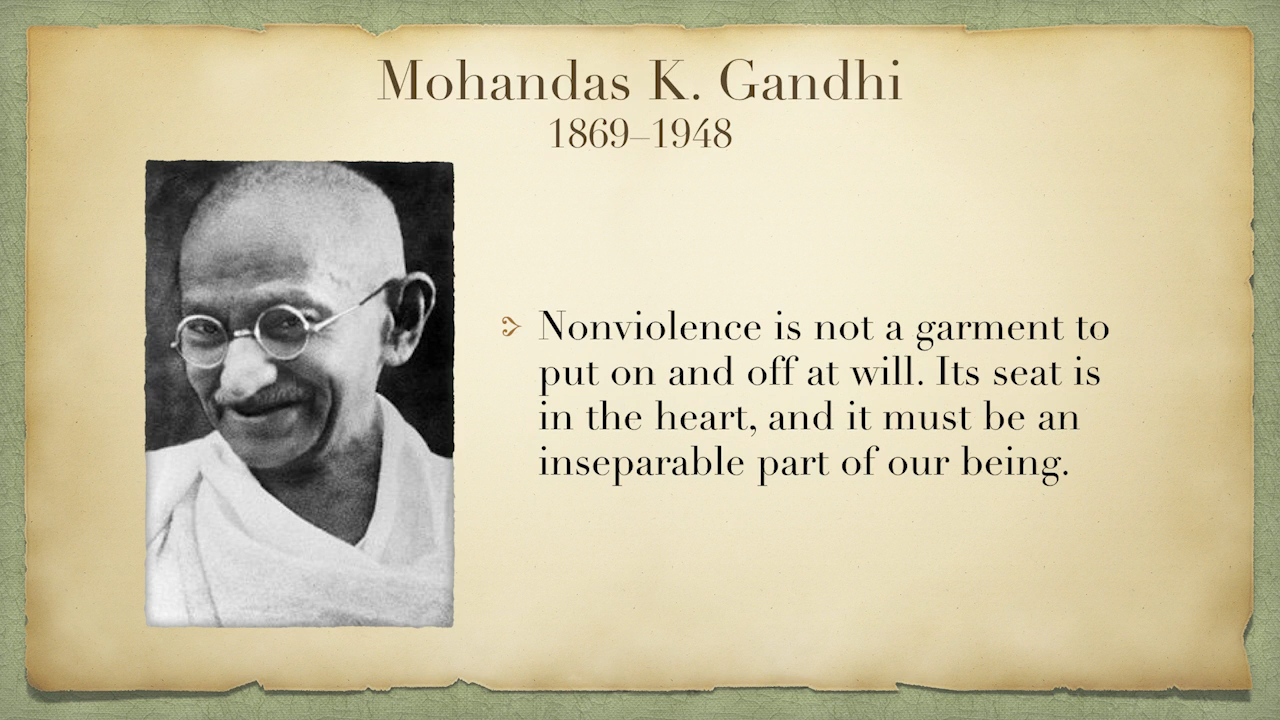 Mohandas K. Gandhi
1869–1948
Nonviolence is not a garment to
put on and off at will. Its seat is
in the heart, and it must be an
inseparable part of our being.